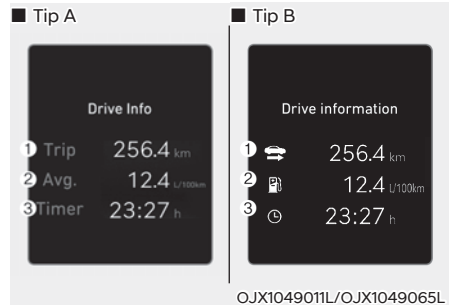 ■ Tip A
Drive Info
1 Trip 256.4 km
2 Avg. 12.4 L/100km
3 Timer 23:27 h
■ Tip B
Drive information
1 256.4 km
2 12.4 L/100km
3 23:27 h
OJX1049011L/OJX1049065L